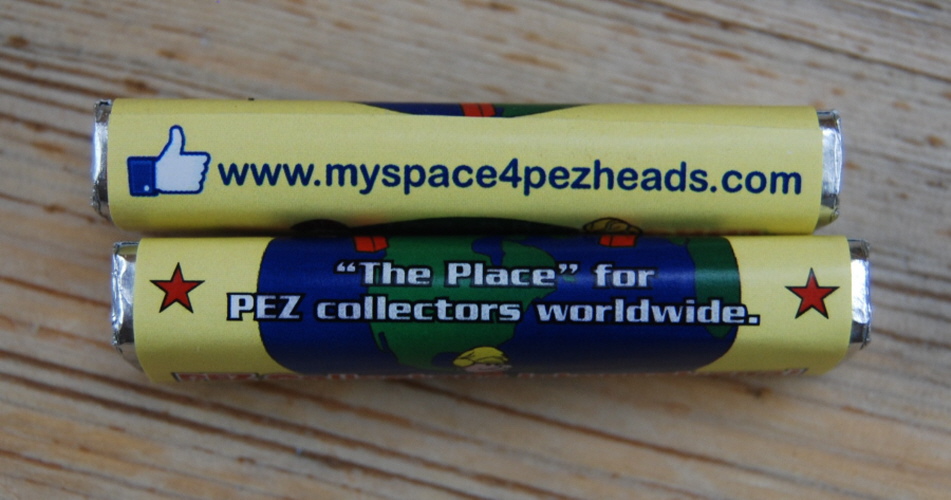 www.myspace4pezheads.com
“The Place” for
PEZ collectors worldwide.